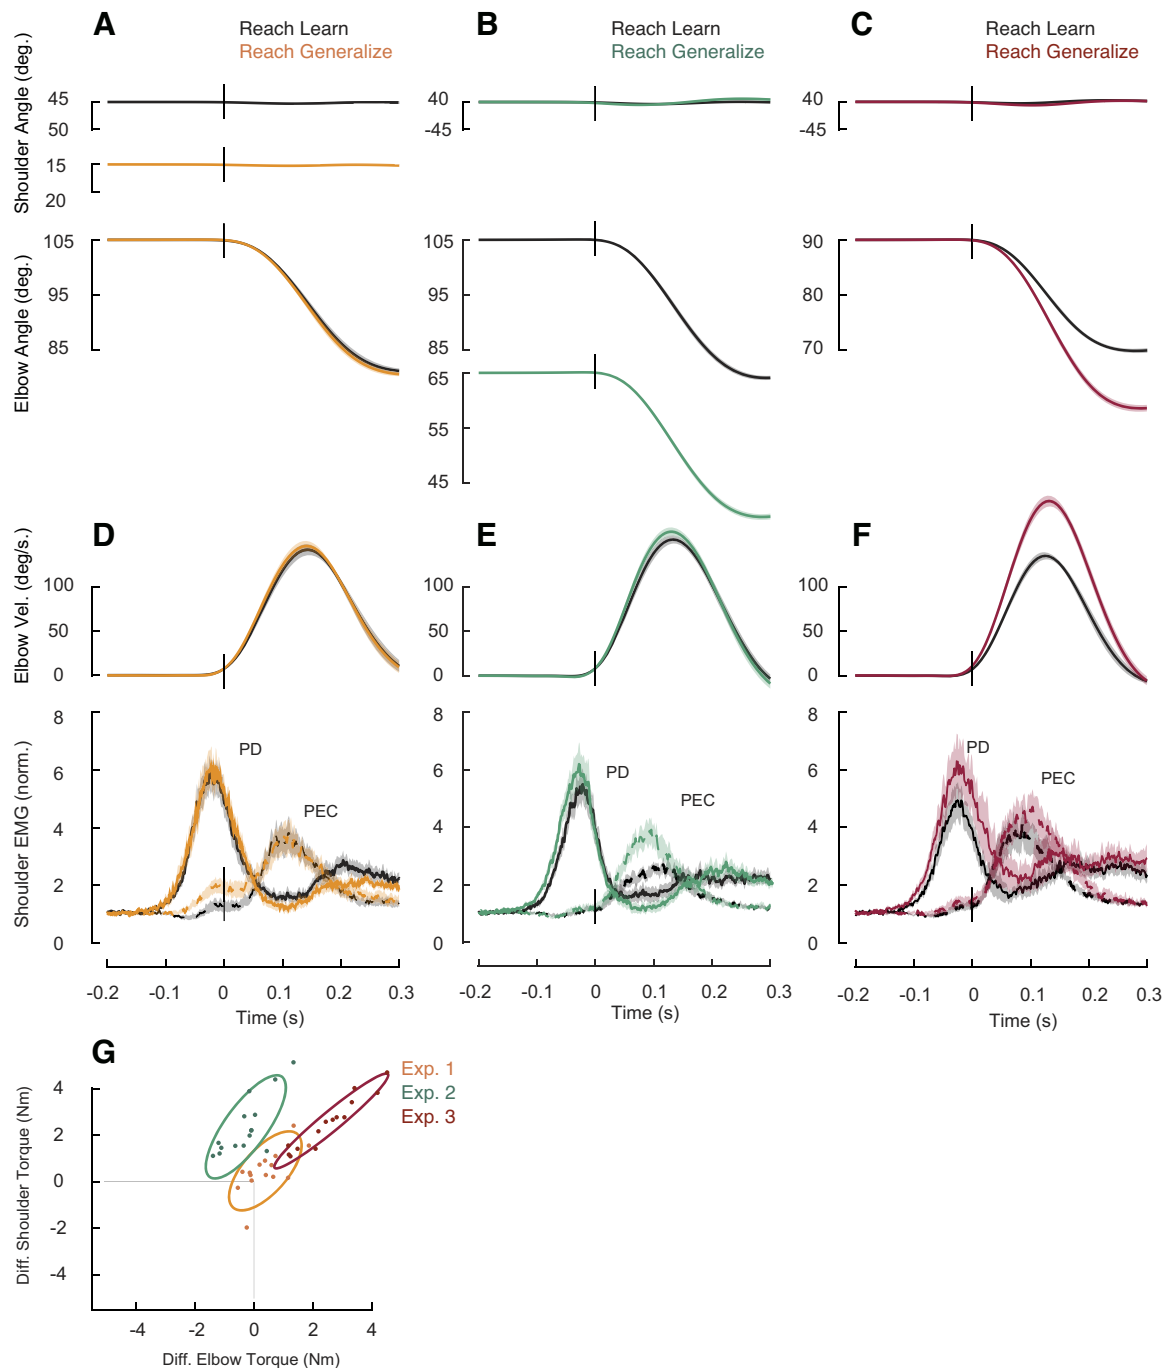 A
Reach Learn
Reach Generalize
B
Reach Learn
Reach Generalize
C
Reach Learn
Reach Generalize
Shoulder Angle (deg.)
45
50
15
20
40
-45
40
-45
Elbow Angle (deg.)
105
95
85
105
95
85
65
55
45
90
80
70
D
E
F
Elbow Vel. (deg/s.)
100
50
0
100
50
0
100
50
0
Shoulder EMG (norm.)
8
6
4
2
0
PD
PEC
8
6
4
2
0
PD
PEC
8
6
4
2
0
PD
PEC
-0.2 -0.1 0 0.1 0.2 0.3
Time (s)
-0.2 -0.1 0 0.1 0.2 0.3
Time (s)
-0.2 -0.1 0 0.1 0.2 0.3
Time (s)
G
Exp. 1
Exp. 2
Exp. 3
Diff. Shoulder Torque (Nm)
4
2
0
-2
-4
-4 -2 0 2 4
Diff. Elbow Torque (Nm)